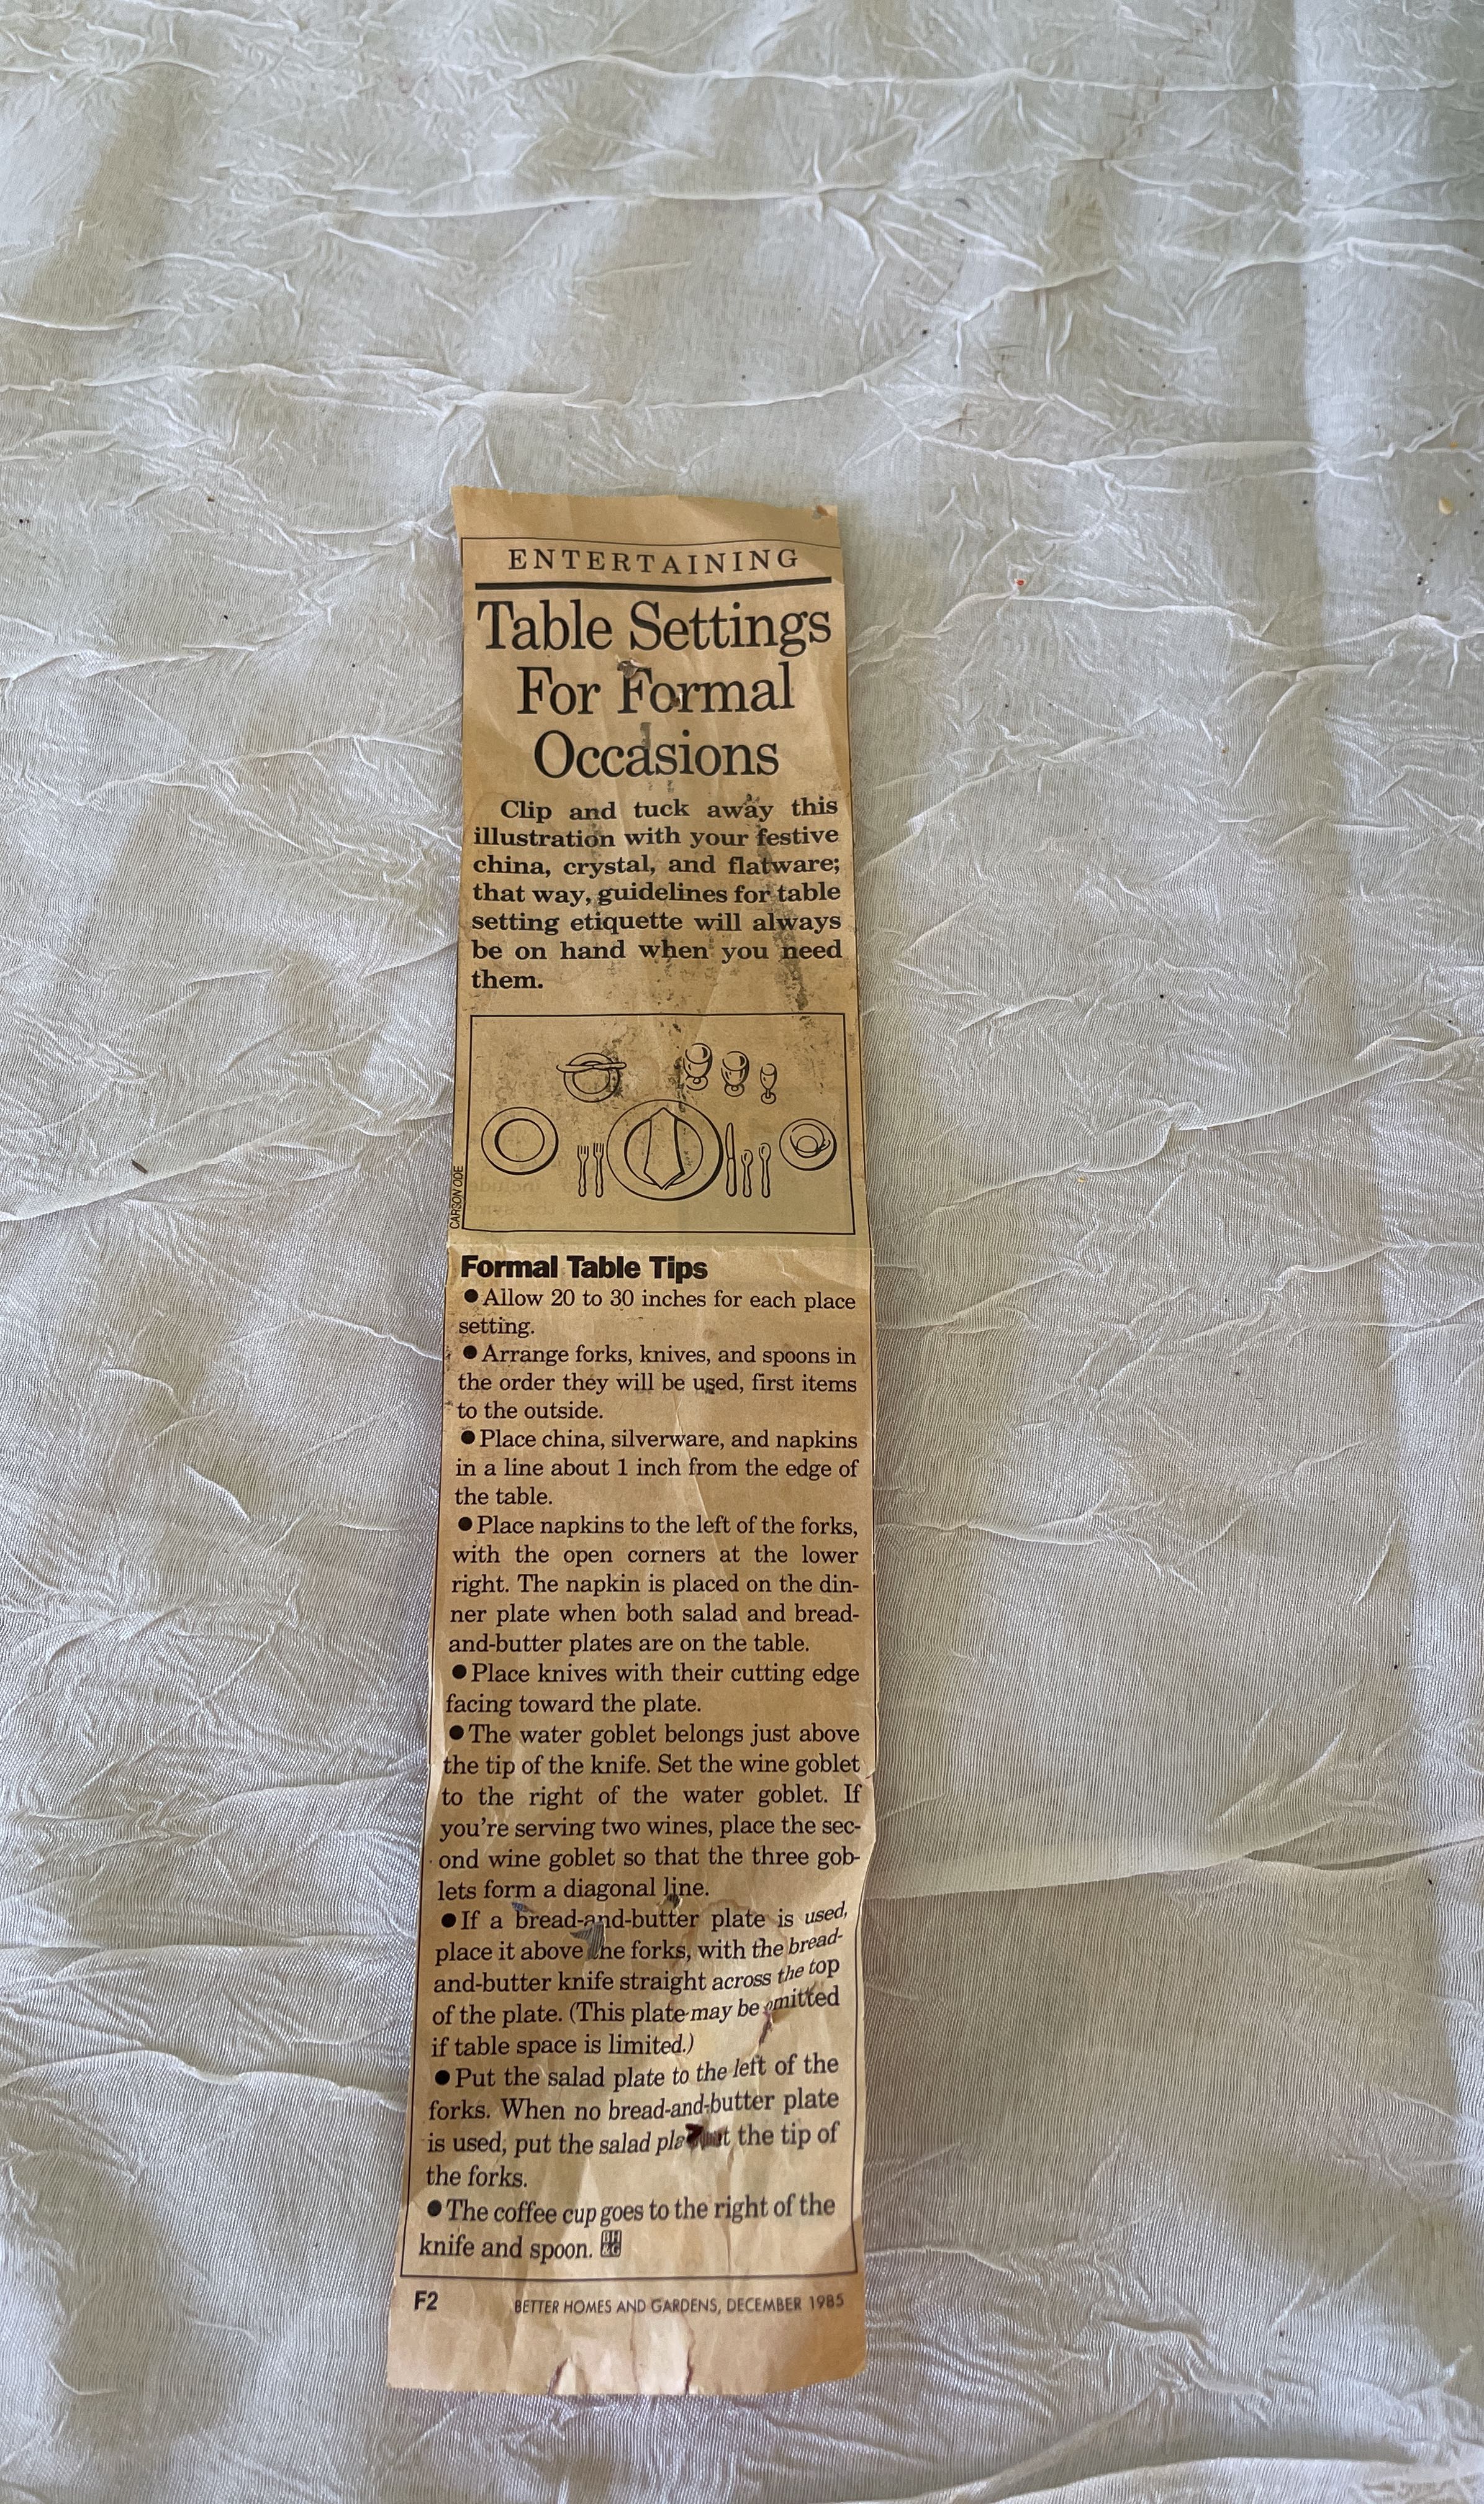 ENTERTAINING
Table Settings
For Formal
Occasions
Clip and tuck away this
illustration with your festive
china, crystal, and flatware;
that way, guidelines for table
setting etiquette will always
be on hand when you need
them.
CARSON ODE
Formal Table Tips
● Allow 20 to 30 inches for each place
setting.
● Arrange forks, knives, and spoons in
the order they will be used, first items
to the outside.
● Place china, silverware, and napkins
in a line about 1 inch from the edge of
the table.
● Place napkins to the left of the forks,
with the open corners at the lower
right. The napkin is placed on the din-
ner plate when both salad and bread-
and-butter plates are on the table.
● Place knives with their cutting edge
facing toward the plate.
● The water goblet belongs just above
the tip of the knife. Set the wine goblet
to the right of the water goblet. If
you're serving two wines, place the sec-
ond wine goblet so that the three gob-
lets form a diagonal line.
● If a bread-and-butter plate is used,
place it above the forks, with the bread-
and-butter knife straight across the top
of the plate. (This plate may be omitted
if table space is limited.)
● Put the salad plate to the left of the
forks. When no bread-and-butter plate
is used, put the salad the tip of
the forks.
● The coffee cup goes to the right of the
knife and spoon. BH&G
F2 BETTER HOMES AND GARDENS, DECEMBER 1985